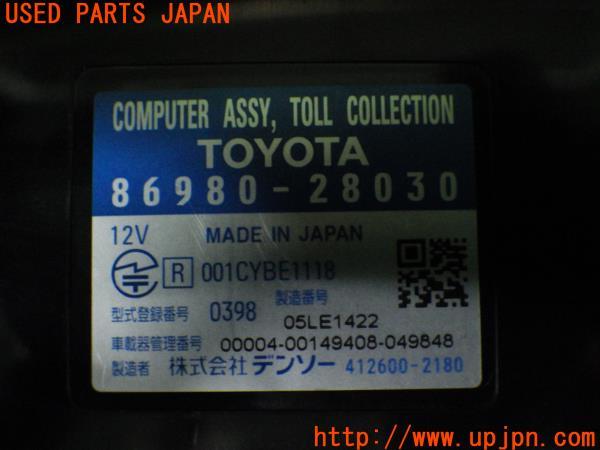 USED PARTS JAPAN
COMPUTER ASSY, TOLL COLLECTION
TOYOTA
86980-28030
12V MADE IN JAPAN
R 001CYBE1118
型式登録番号 0398 製造番号 05LE1422
車載器管理番号 00004-00149408-049848
製造者 株式会社デンソー 412600-2180
UPJ
http://www.upjpn.com